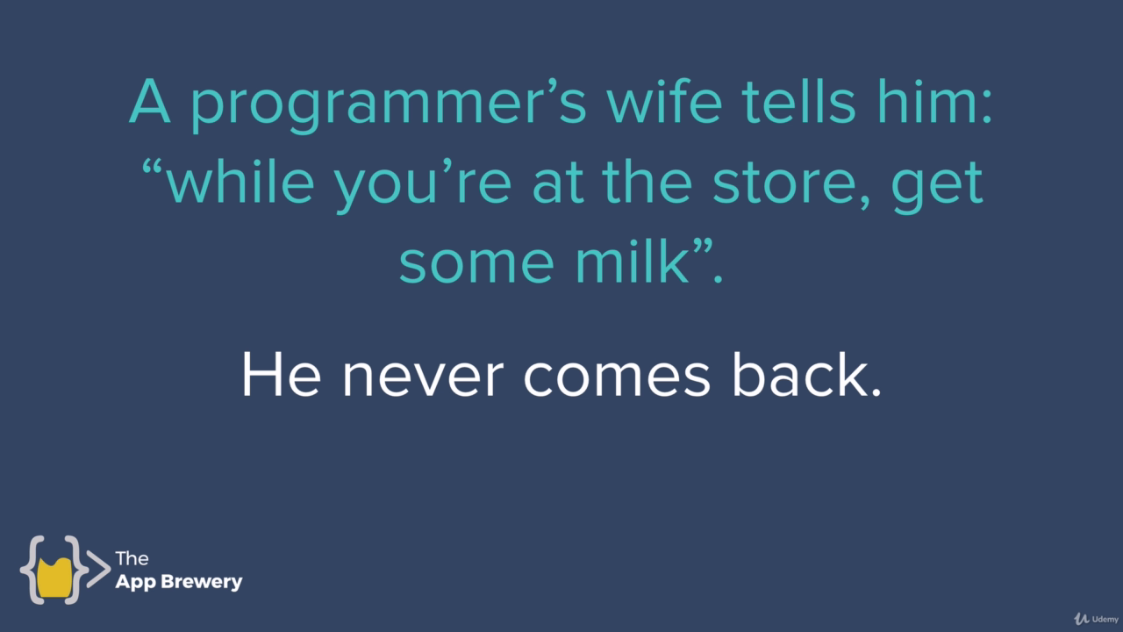 A programmer’s wife tells him:
“while you’re at the store, get
some milk”.
He never comes back.
The
App Brewery
Udemy